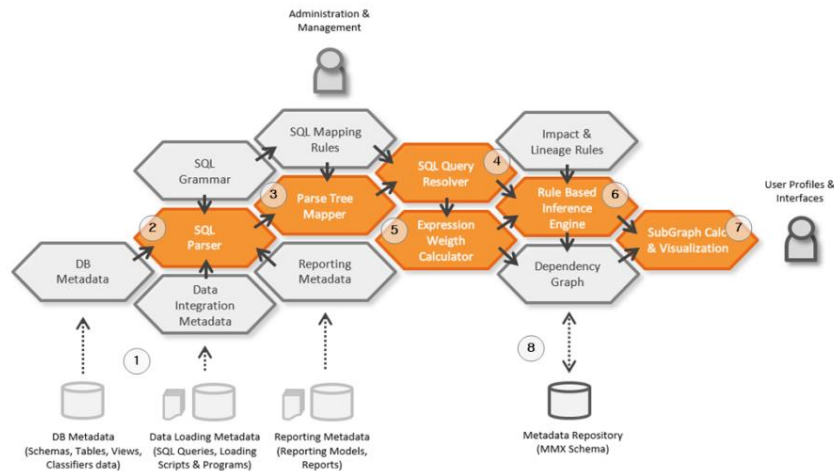 Administration &
Management
SQL Mapping
Rules
Impact &
Lineage Rules
SQL
Grammar
SQL Query
Resolver
4
3
Parse Tree
Mapper
Rule Based
Inference
Engine
6
User Profiles &
Interfaces
2
SQL
Parser
5
Expression
Weigth
Calculator
SubGraph Calc
& Visualization
7
DB
Metadata
Reporting
Metadata
Dependency
Graph
Data
Integration
Metadata
1
8
DB Metadata
(Schemas, Tables, Views,
Classifiers data)
Data Loading Metadata
(SQL Queries, Loading
Scripts & Programs)
Reporting Metadata
(Reporting Models,
Reports)
Metadata Repository
(MMX Schema)